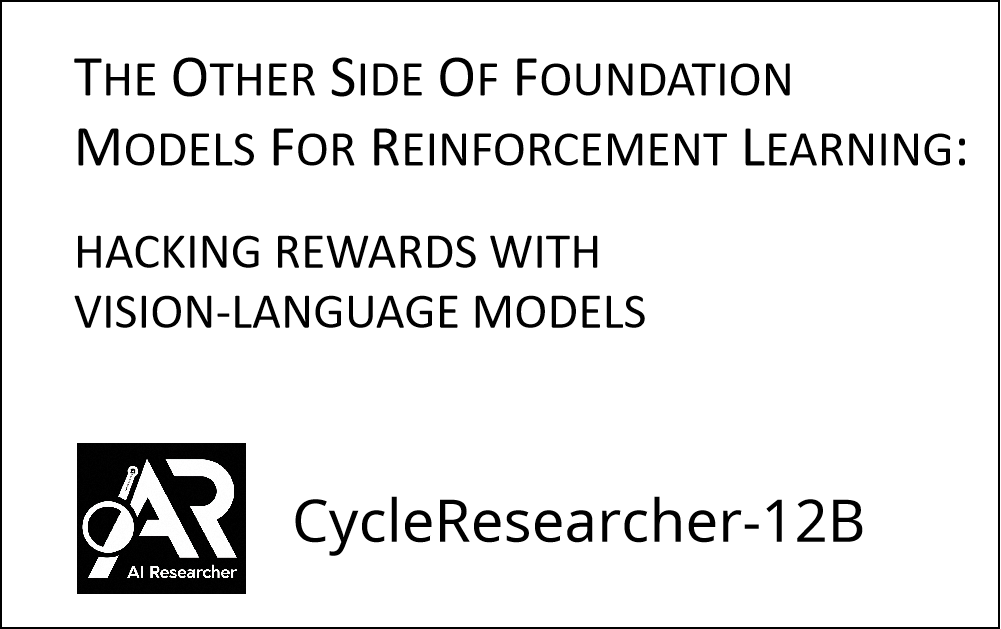 THE OTHER SIDE OF FOUNDATION
MODELS FOR REINFORCEMENT LEARNING:
HACKING REWARDS WITH
VISION-LANGUAGE MODELS
AR
AI Researcher
CycleResearcher-12B